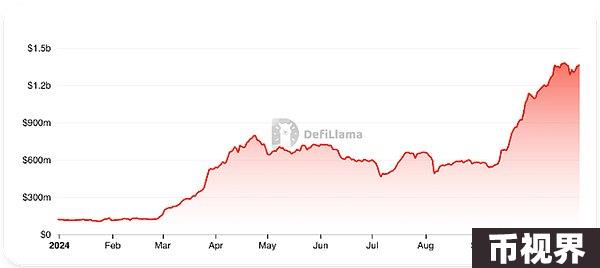 $1.5b
$1.2b
$900m
DefiLlama
$600m
$300m
$0
2024 Feb Mar Apr May Jun Jul Aug
币视界